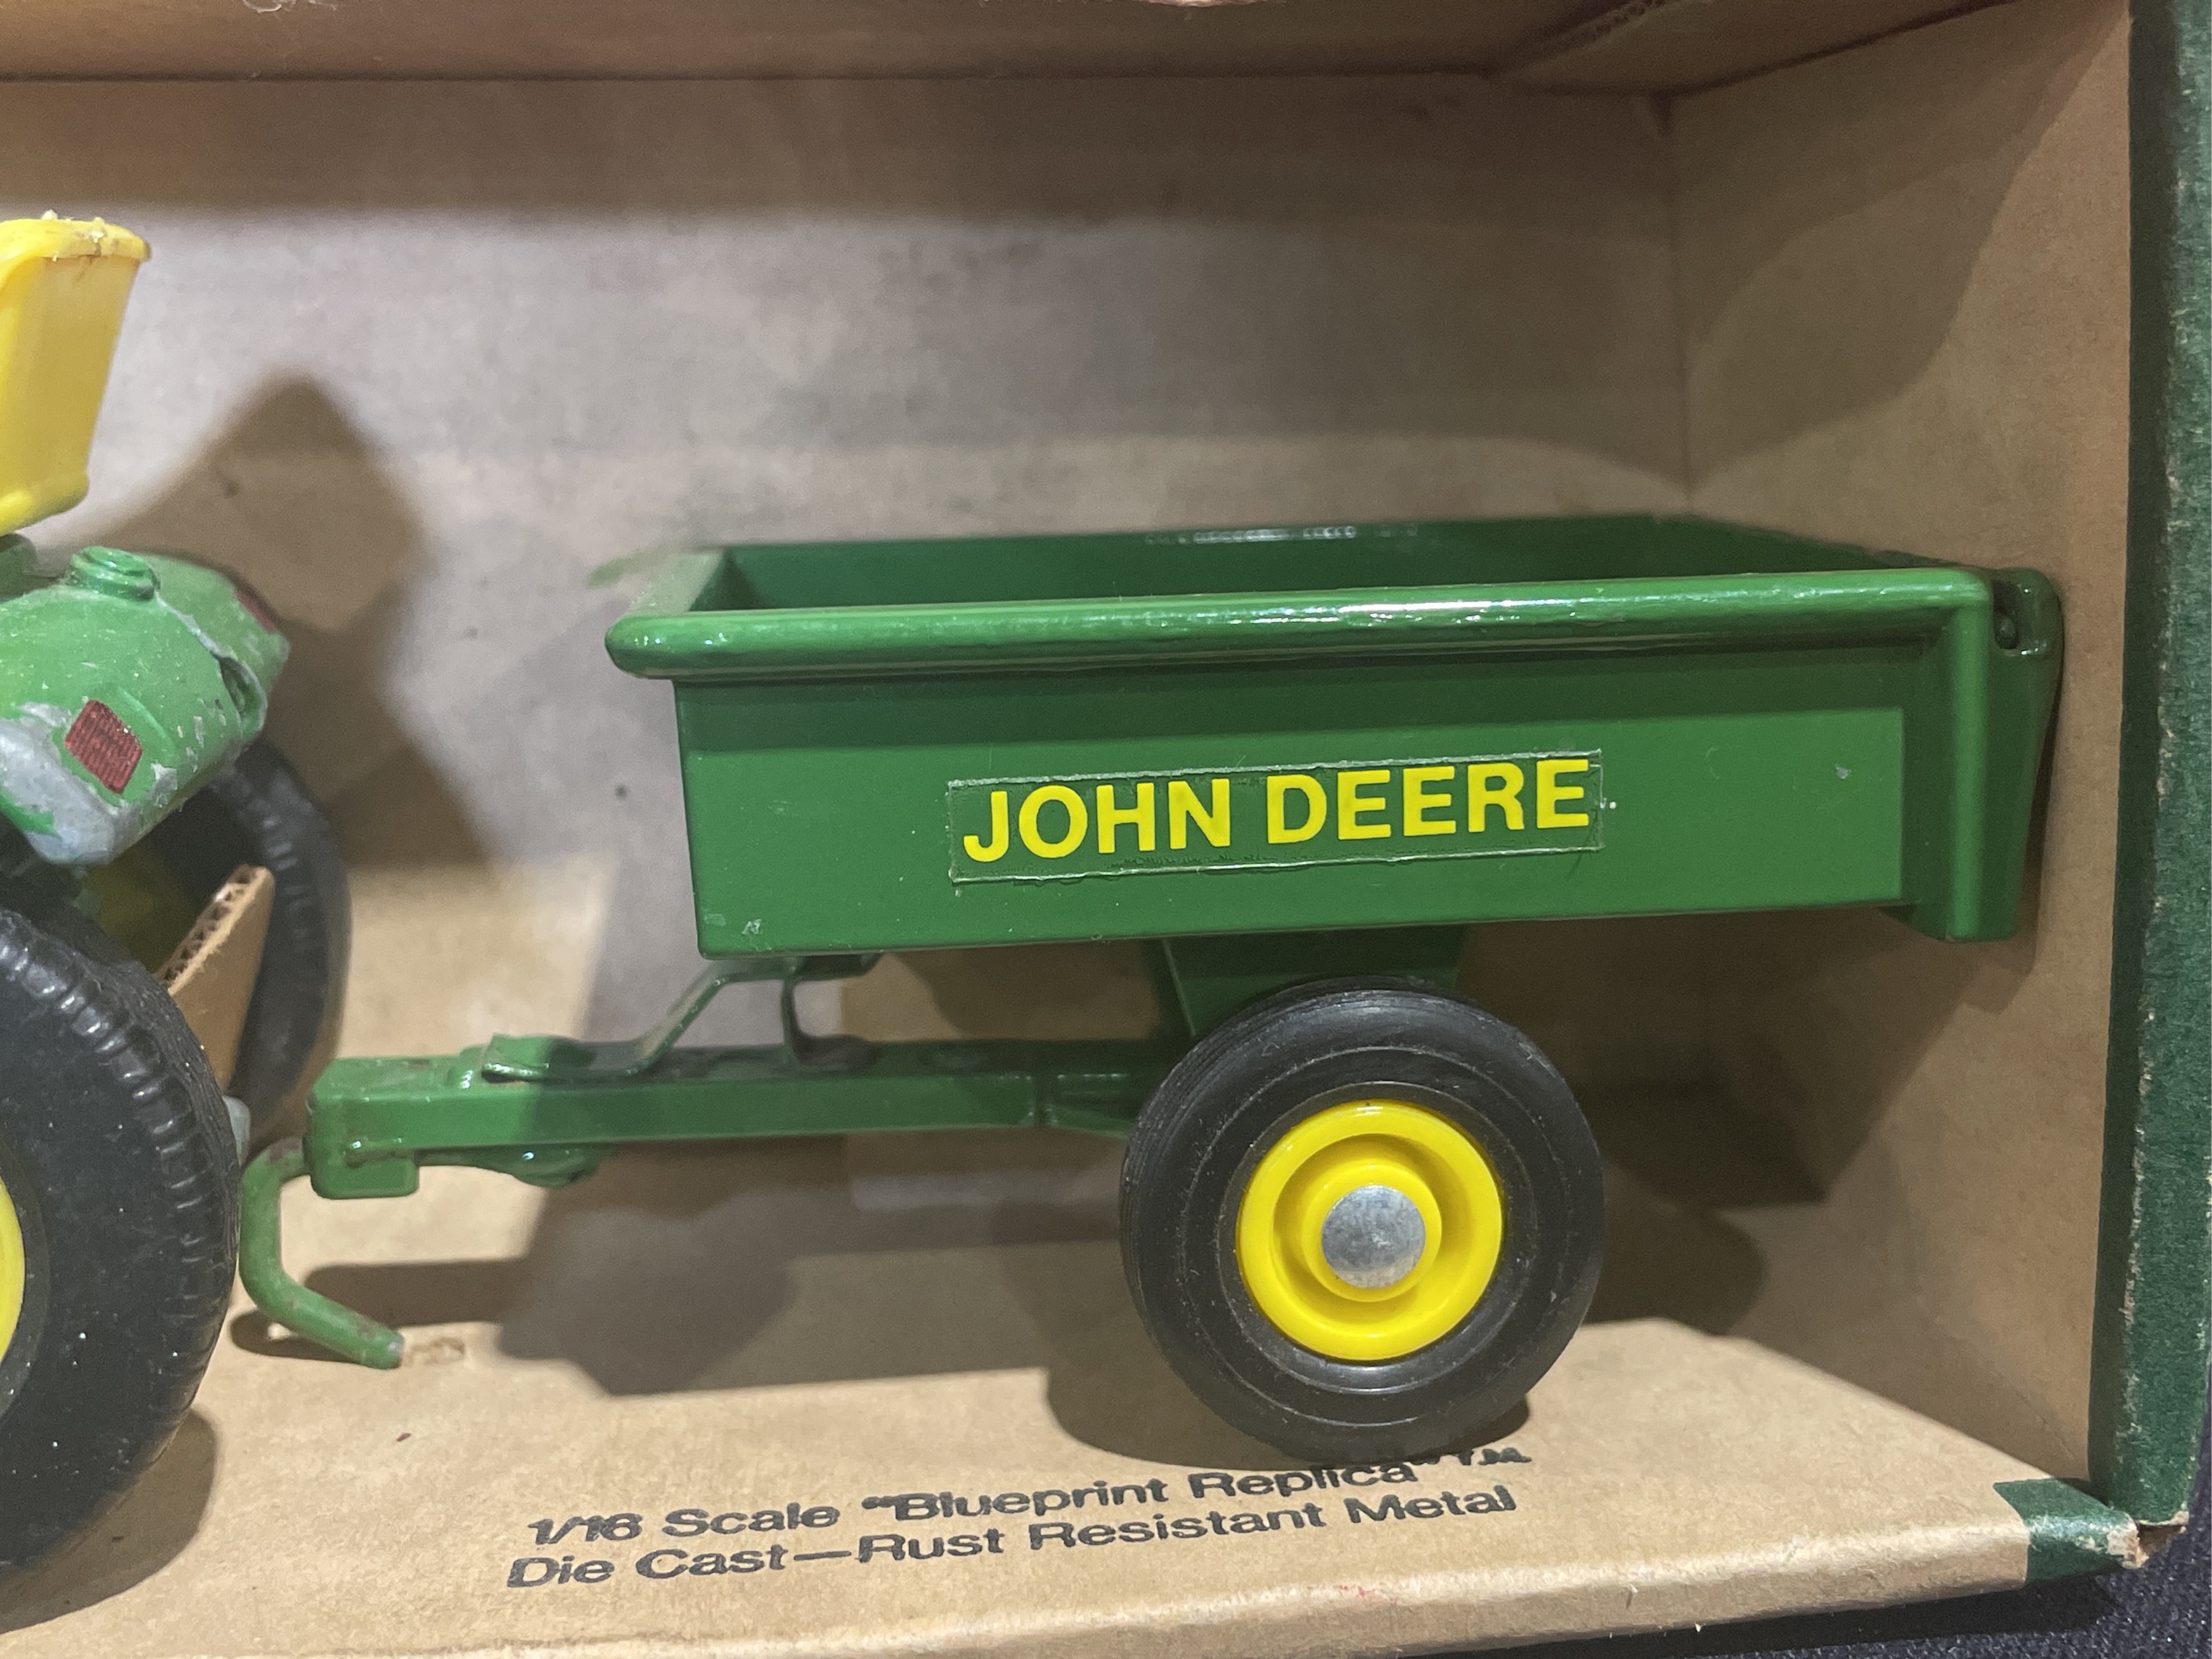 JOHN DEERE
1/16 Scale "Blueprint Replica" T.M.
Die Cast—Rust Resistant Metal